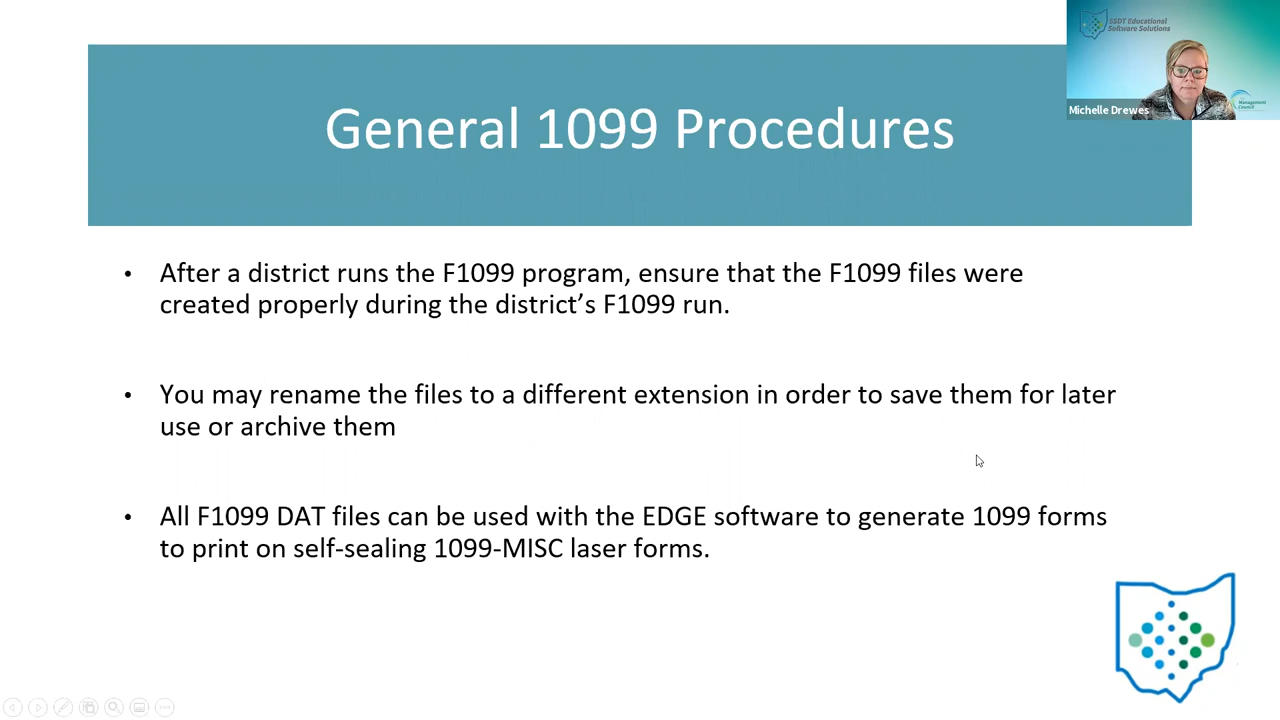 SSDT Educational
Software Solutions
Management
Council
Michelle Drewes
General 1099 Procedures
• After a district runs the F1099 program, ensure that the F1099 files were
created properly during the district’s F1099 run.
• You may rename the files to a different extension in order to save them for later
use or archive them
• All F1099 DAT files can be used with the EDGE software to generate 1099 forms
to print on self-sealing 1099-MISC laser forms.